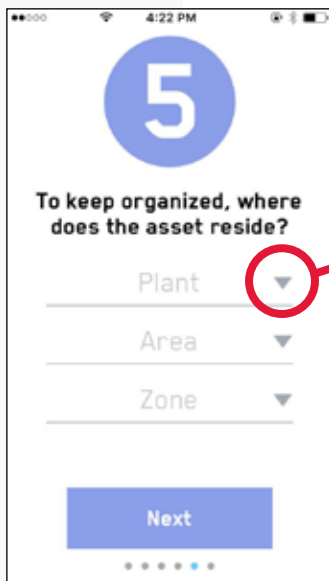 4:22 PM
5
To keep organized, where
does the asset reside?
Plant
Area
Zone
Next